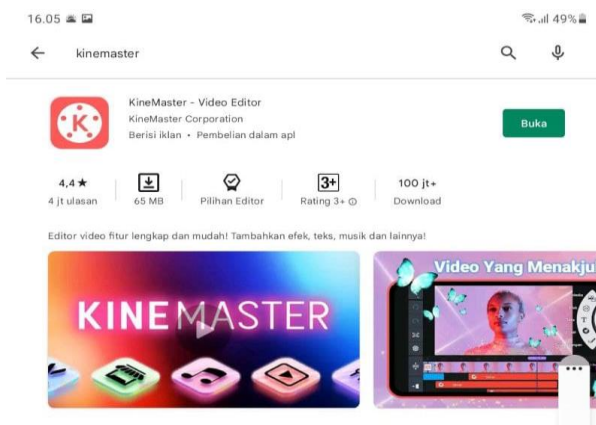 16.05
49%
kinemaster
KineMaster - Video Editor
KineMaster Corporation
Berisi iklan • Pembelian dalam apl
Buka
4,4★
4 jt ulasan
65 MB
Pilihan Editor
3+
Rating 3+
100 jt+
Download
Editor video fitur lengkap dan mudah! Tambahkan efek, teks, musik dan lainnya!
KINEMASTER
Video Yang Menakju